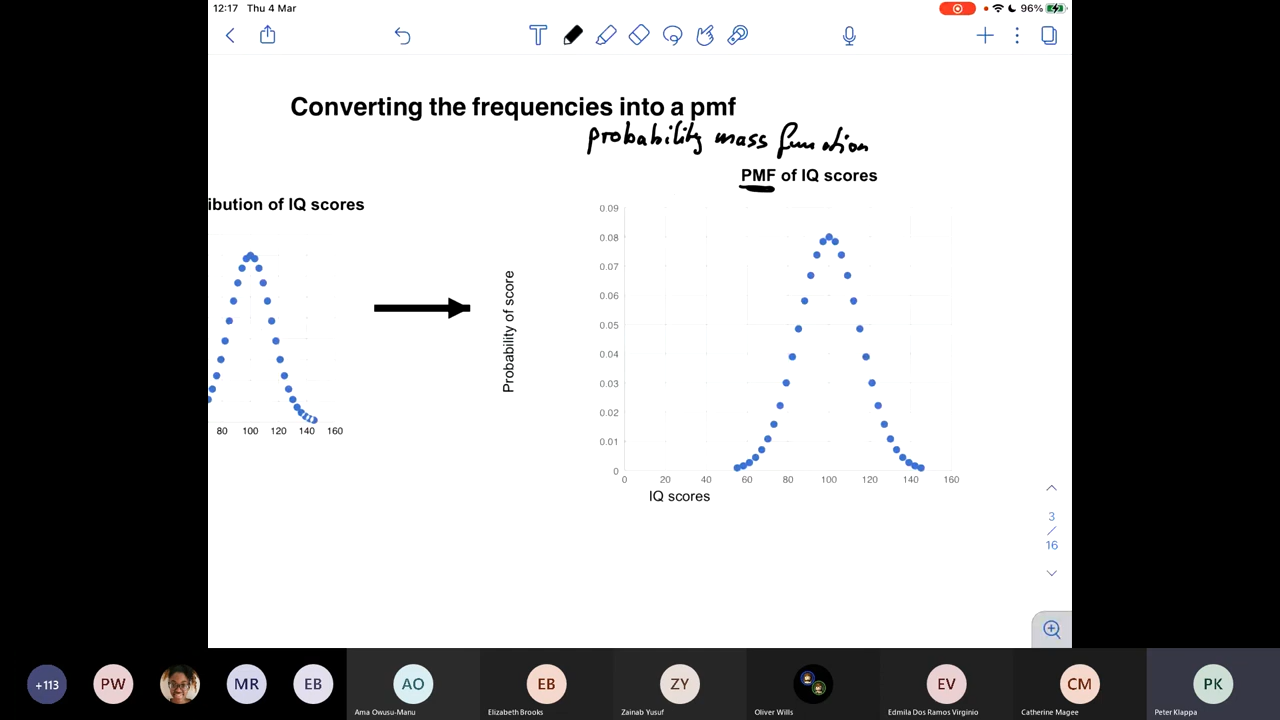 12:17 Thu 4 Mar
96%
Converting the frequencies into a pmf
probability mass function
PMF of IQ scores
ibution of IQ scores
0.09
0.08
0.07
0.06
0.05
0.04
0.03
0.02
0.01
0
Probability of score
0 20 40 60 80 100 120 140 160
IQ scores
80 100 120 140 160
3
/
16
+113 PW MR EB AO EB ZY EV CM PK
Ama Owusu-Manu Elizabeth Brooks Zainab Yusuf Oliver Wills Edmila Dos Ramos Virginio Catherine Magee Peter Klappa